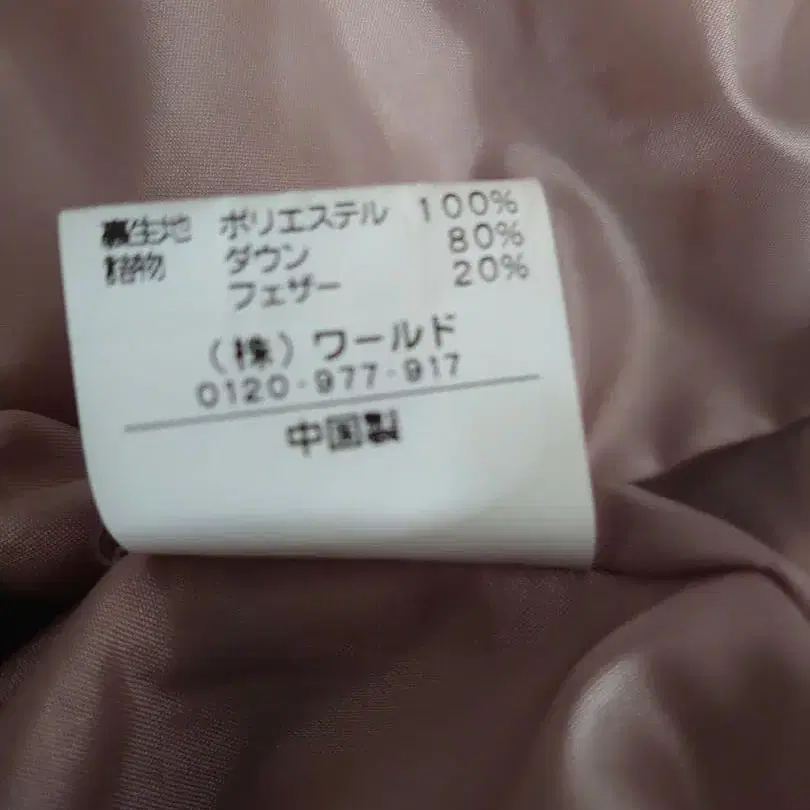 裏生地 ポリエステル 100%
詰物 ダウン 80%
フェザー 20%
(株) ワールド
0120-977-917
中国製